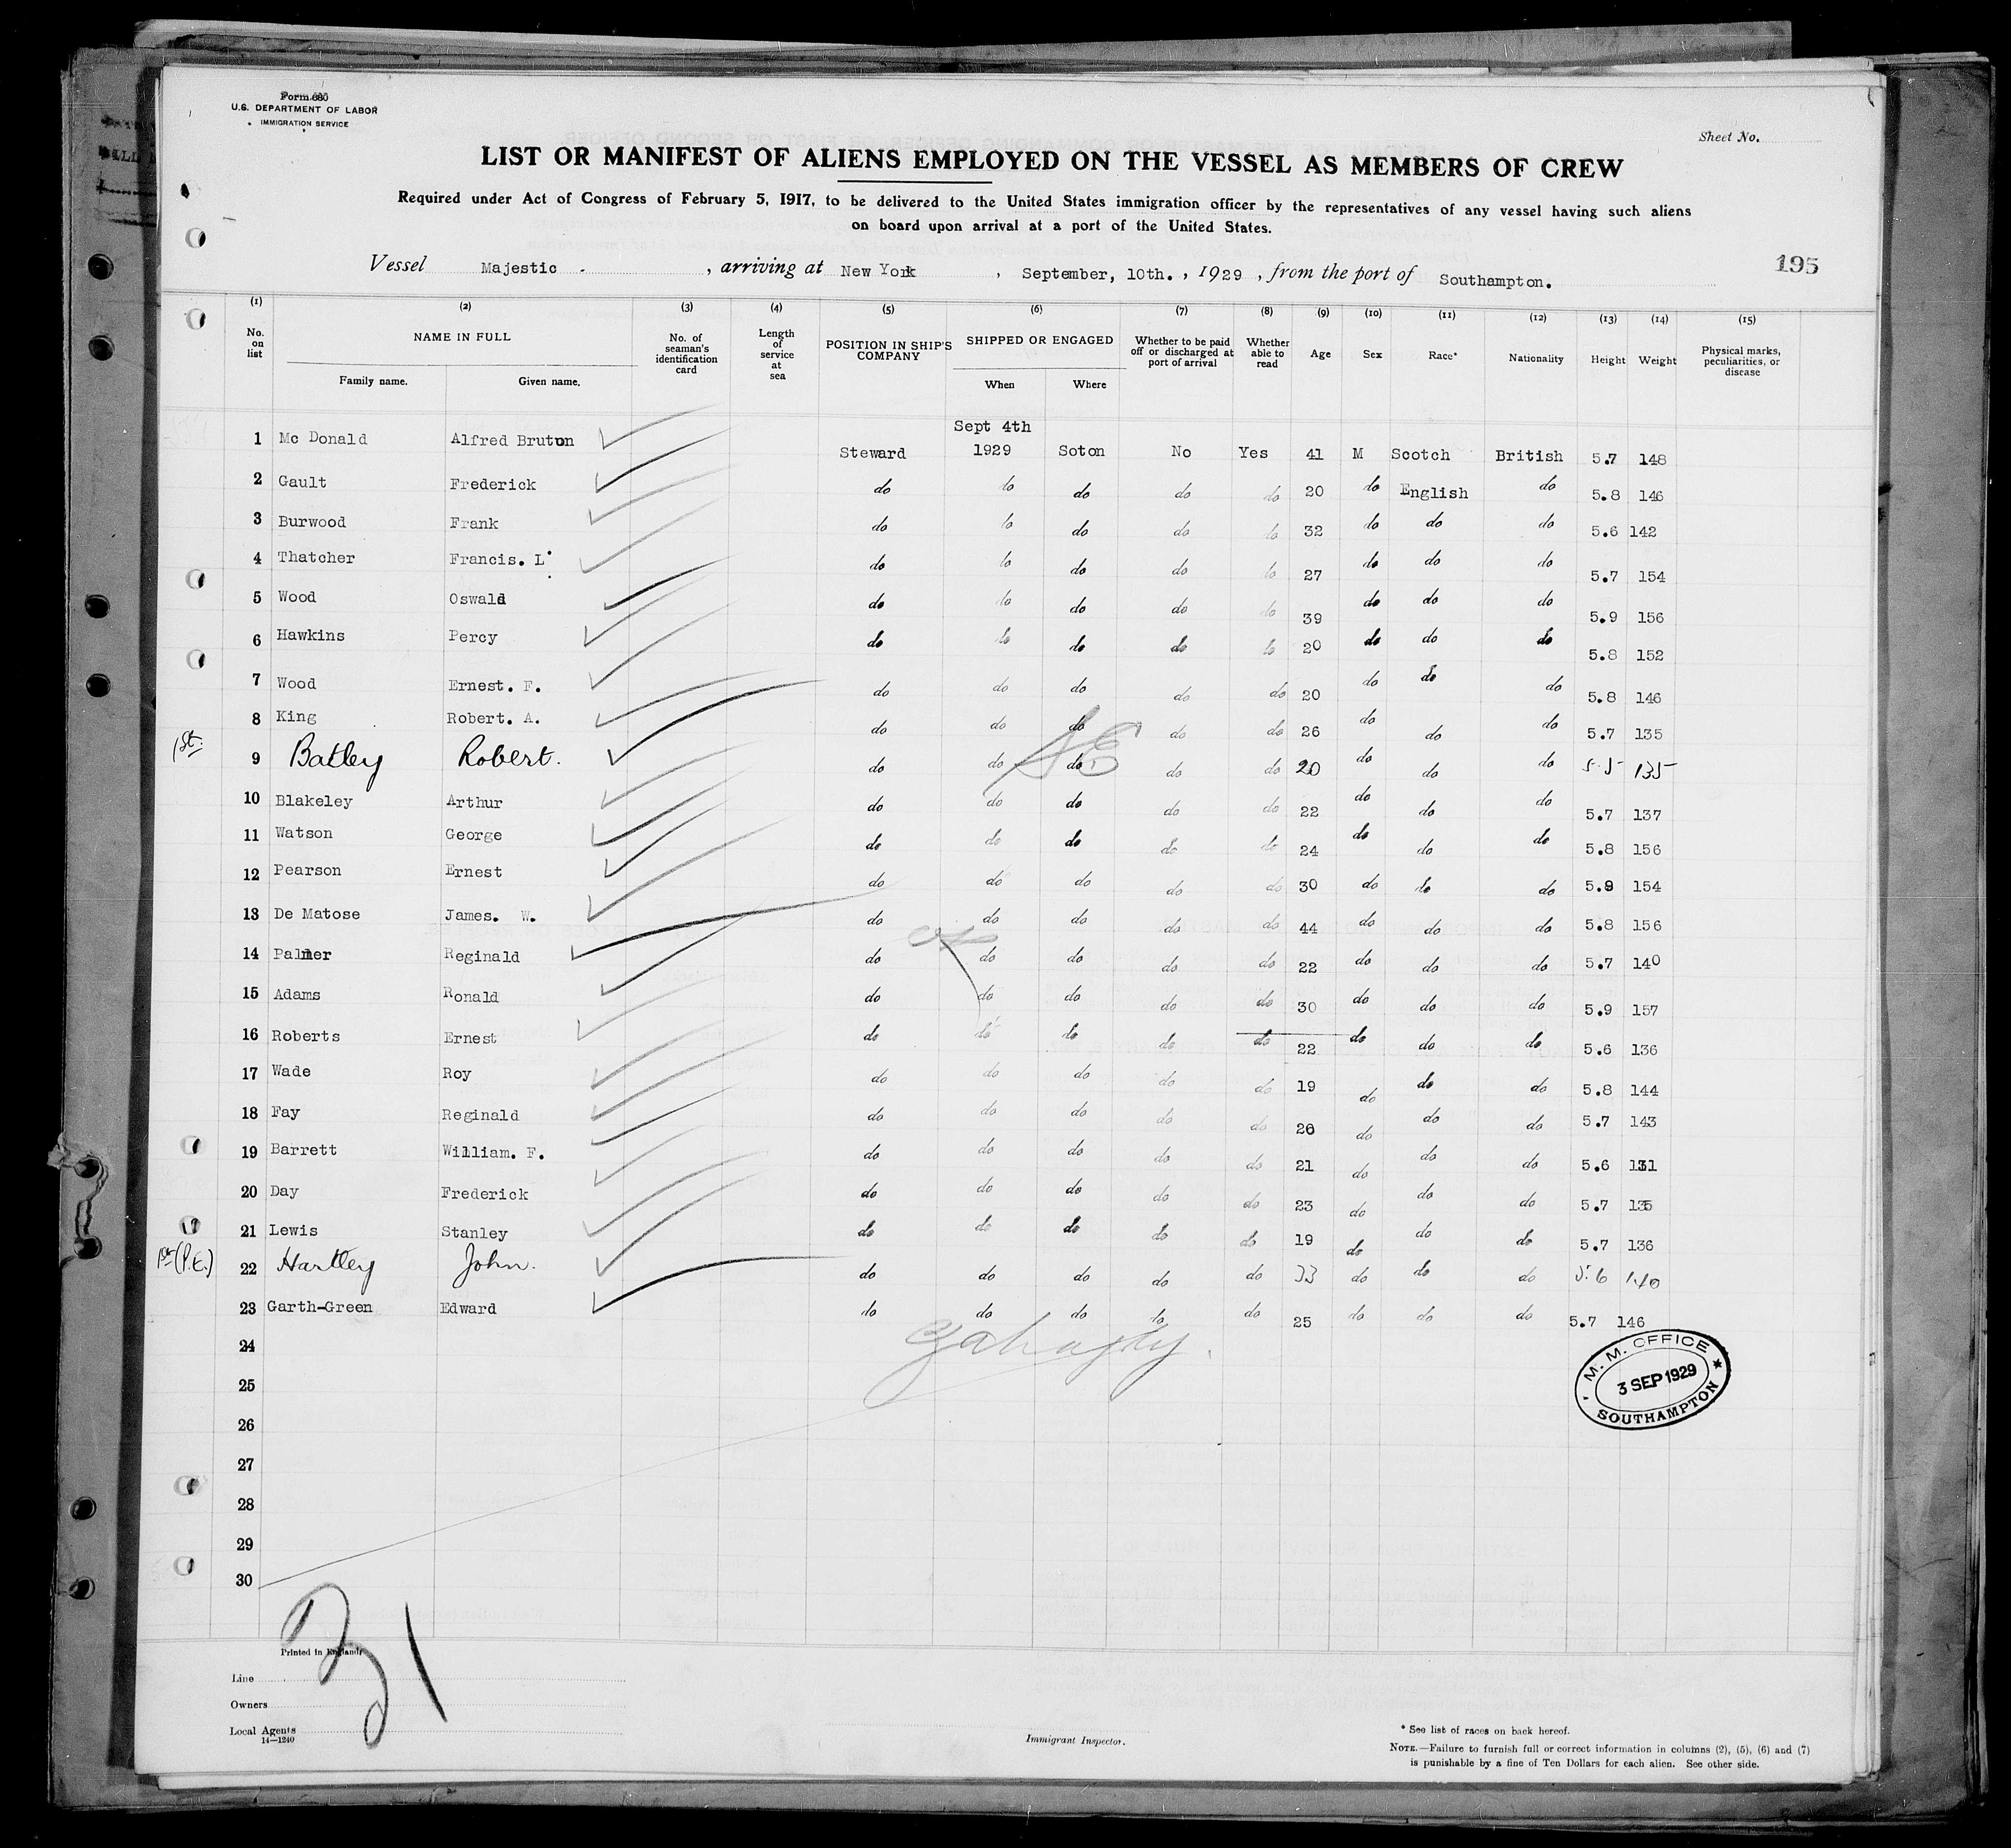 Form 680
U.S. DEPARTMENT OF LABOR
IMMIGRATION SERVICE
Sheet No.
LIST OR MANIFEST OF ALIENS EMPLOYED ON THE VESSEL AS MEMBERS OF CREW
Required under Act of Congress of February 5, 1917, to be delivered to the United States immigration officer by the representatives of any vessel having such aliens
on board upon arrival at a port of the United States.
195
Vessel Majestic , arriving at New York , September, 10th. , 1929 , from the port of Southampton.
(1) (2) (3) (4) (5) (6) (7) (8) (9) (10) (11) (12) (13) (14) (15)
No. on list NAME IN FULL Family name. Given name. No. of seaman's identification card Length of service at sea POSITION IN SHIP'S COMPANY SHIPPED OR ENGAGED When Where Whether to be paid off or discharged at port of arrival Whether able to read Age Sex Race* Nationality Height Weight Physical marks, peculiarities, or disease
1 Mc Donald Alfred Bruton Steward Sept 4th 1929 Soton No Yes 41 M Scotch British 5.7 148
2 Gault Frederick do do do do do 20 do English do 5.8 146
3 Burwood Frank do do do do do 32 do do do 5.6 142
4 Thatcher Francis. L. do do do do do 27 do do do 5.7 154
5 Wood Oswald do do do do do 39 do do do 5.9 156
6 Hawkins Percy do do do do do 20 do do do 5.8 152
7 Wood Ernest. F. do do do do do 20 do do do 5.8 146
8 King Robert. A. do do do do do 26 do do do 5.7 135
1st. 9 Batley Robert. do do do do do 20 do do do 5.5 135
10 Blakeley Arthur do do do do do 22 do do do 5.7 137
11 Watson George do do do do do 24 do do do 5.8 156
12 Pearson Ernest do do do do do 30 do do do 5.9 154
13 De Matose James. W. do do do do do 44 do do do 5.8 156
14 Palmer Reginald do do do do do 22 do do do 5.7 140
15 Adams Ronald do do do do do 30 do do do 5.9 157
16 Roberts Ernest do do do do do 22 do do do 5.6 136
17 Wade Roy do do do do do 19 do do do 5.8 144
18 Fay Reginald do do do do do 20 do do do 5.7 143
19 Barrett William. F. do do do do do 21 do do do 5.6 131
20 Day Frederick do do do do do 23 do do do 5.7 135
21 Lewis Stanley do do do do do 19 do do do 5.7 136
1st (P.E.) 22 Hartley John. do do do do do 33 do do do 5.6 140
23 Garth-Green Edward do do do do do 25 do do do 5.7 146
24
25
26
27
28
29
30
M. M. OFFICE
3 SEP 1929
SOUTHAMPTON
31
Printed in England
Line
Owners
Local Agents
14—1240
Immigrant Inspector.
* See list of races on back hereof.
NOTE.—Failure to furnish full or correct information in columns (2), (5), (6) and (7)
is punishable by a fine of Ten Dollars for each alien. See other side.